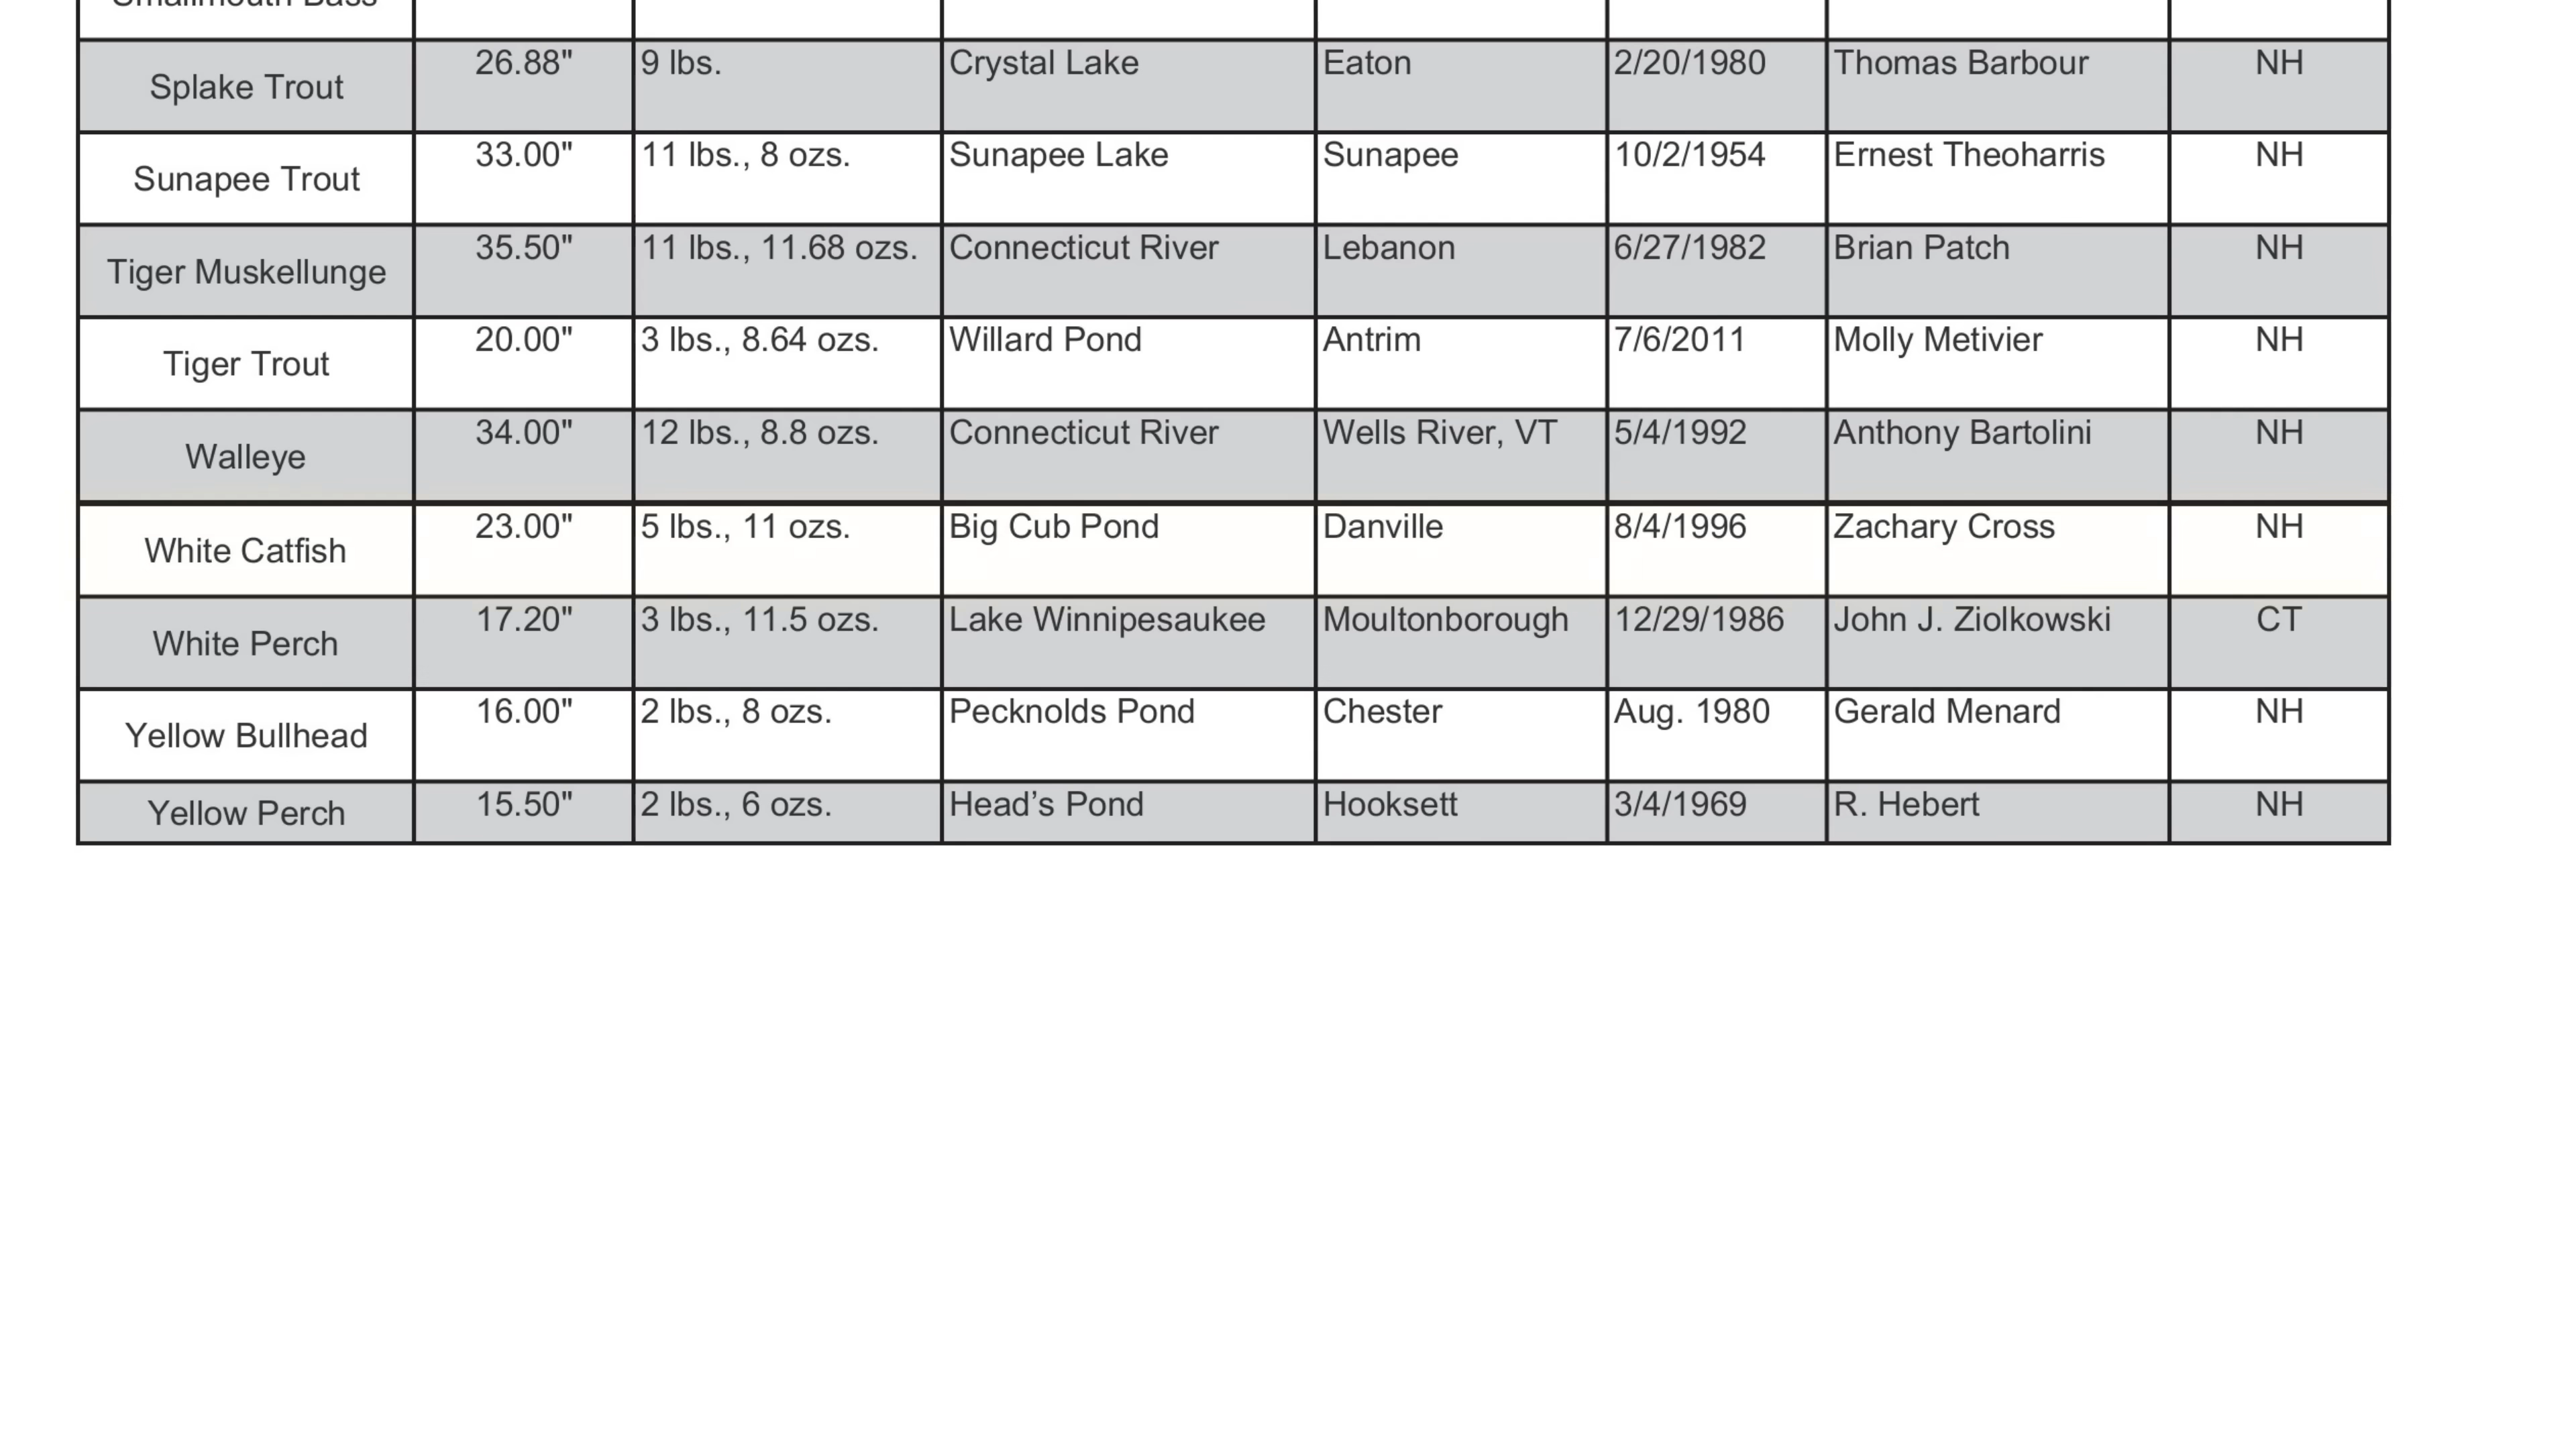 Smallmouth Bass
Splake Trout 26.88" 9 lbs. Crystal Lake Eaton 2/20/1980 Thomas Barbour NH
Sunapee Trout 33.00" 11 lbs., 8 ozs. Sunapee Lake Sunapee 10/2/1954 Ernest Theoharris NH
Tiger Muskellunge 35.50" 11 lbs., 11.68 ozs. Connecticut River Lebanon 6/27/1982 Brian Patch NH
Tiger Trout 20.00" 3 lbs., 8.64 ozs. Willard Pond Antrim 7/6/2011 Molly Metivier NH
Walleye 34.00" 12 lbs., 8.8 ozs. Connecticut River Wells River, VT 5/4/1992 Anthony Bartolini NH
White Catfish 23.00" 5 lbs., 11 ozs. Big Cub Pond Danville 8/4/1996 Zachary Cross NH
White Perch 17.20" 3 lbs., 11.5 ozs. Lake Winnipesaukee Moultonborough 12/29/1986 John J. Ziolkowski CT
Yellow Bullhead 16.00" 2 lbs., 8 ozs. Pecknolds Pond Chester Aug. 1980 Gerald Menard NH
Yellow Perch 15.50" 2 lbs., 6 ozs. Head’s Pond Hooksett 3/4/1969 R. Hebert NH